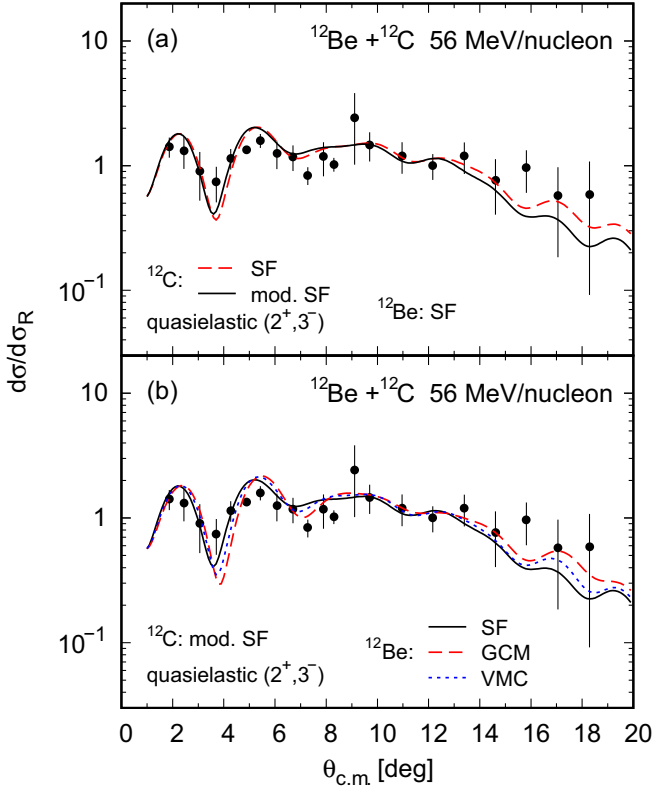 (a) ¹²Be +¹²C 56 MeV/nucleon
10
1
10⁻¹
¹²C: SF
mod. SF
¹²Be: SF
quasielastic (2⁺,3⁻)
dσ/dσ_R
(b) ¹²Be +¹²C 56 MeV/nucleon
10
1
10⁻¹
¹²C: mod. SF
quasielastic (2⁺,3⁻)
¹²Be: SF
GCM
VMC
0 2 4 6 8 10 12 14 16 18 20
θ_c.m. [deg]